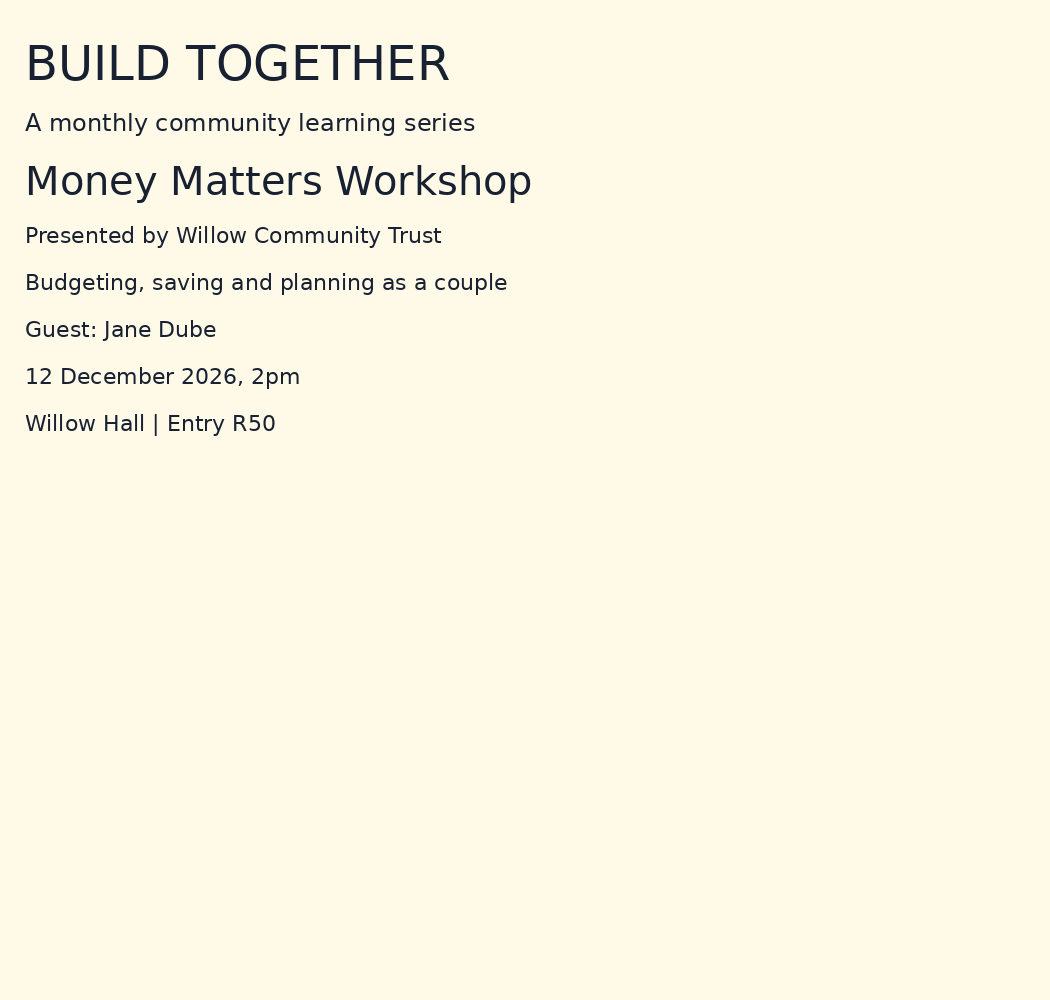 BUILD TOGETHER
A monthly community learning series
Money Matters Workshop
Presented by Willow Community Trust
Budgeting, saving and planning as a couple
Guest: Jane Dube
12 December 2026, 2pm
Willow Hall | Entry R50